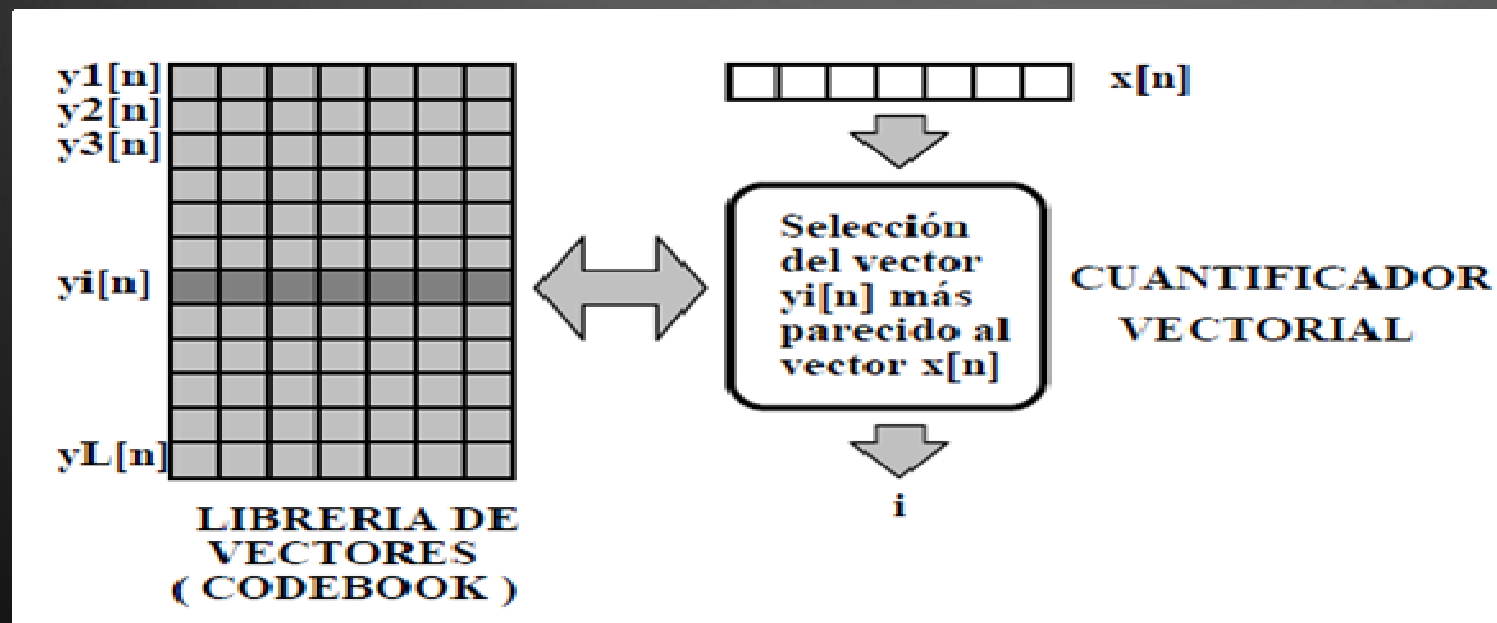 y1[n]
y2[n]
y3[n]
yi[n]
yL[n]
LIBRERIA DE
VECTORES
( CODEBOOK )
x[n]
Selección
del vector
yi[n] más
parecido al
vector x[n]
CUANTIFICADOR
VECTORIAL
i